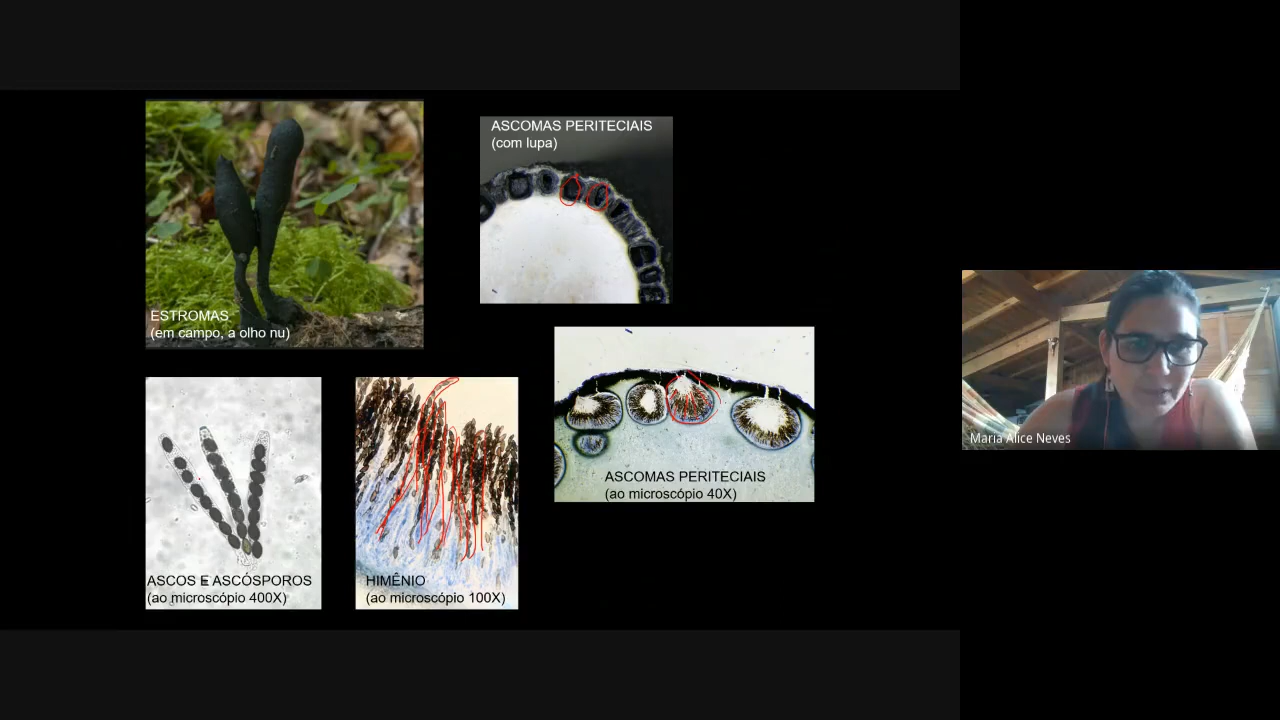 ASCOMAS PERITECIAIS
(com lupa)
ESTROMAS
(em campo, a olho nu)
ASCOMAS PERITECIAIS
(ao microscópio 40X)
ASCOS E ASCÓSPOROS
(ao microscópio 400X)
HIMÊNIO
(ao microscópio 100X)
Maria Alice Neves